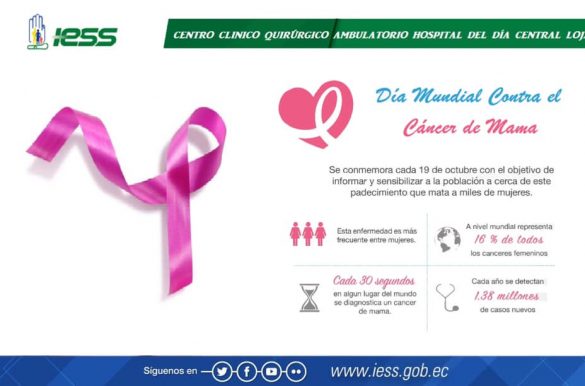 IESS
CENTRO CLINICO QUIRÚRGICO AMBULATORIO HOSPITAL DEL DÍA CENTRAL LOJ
Día Mundial Contra el
Cáncer de Mama
Se conmemora cada 19 de octubre con el objetivo de
informar y sensibilizar a la población a cerca de este
padecimiento que mata a miles de mujeres.
Esta enfermedad es más
frecuente entre mujeres.
A nivel mundial representa
16 % de todos
los canceres femeninos
Cada 30 segundos
en algun lugar del mundo
se diagnostica un cancer
de mama.
Cada año se detectan
1.38 millones
de casos nuevos
Síguenos en
www.iess.gob.ec